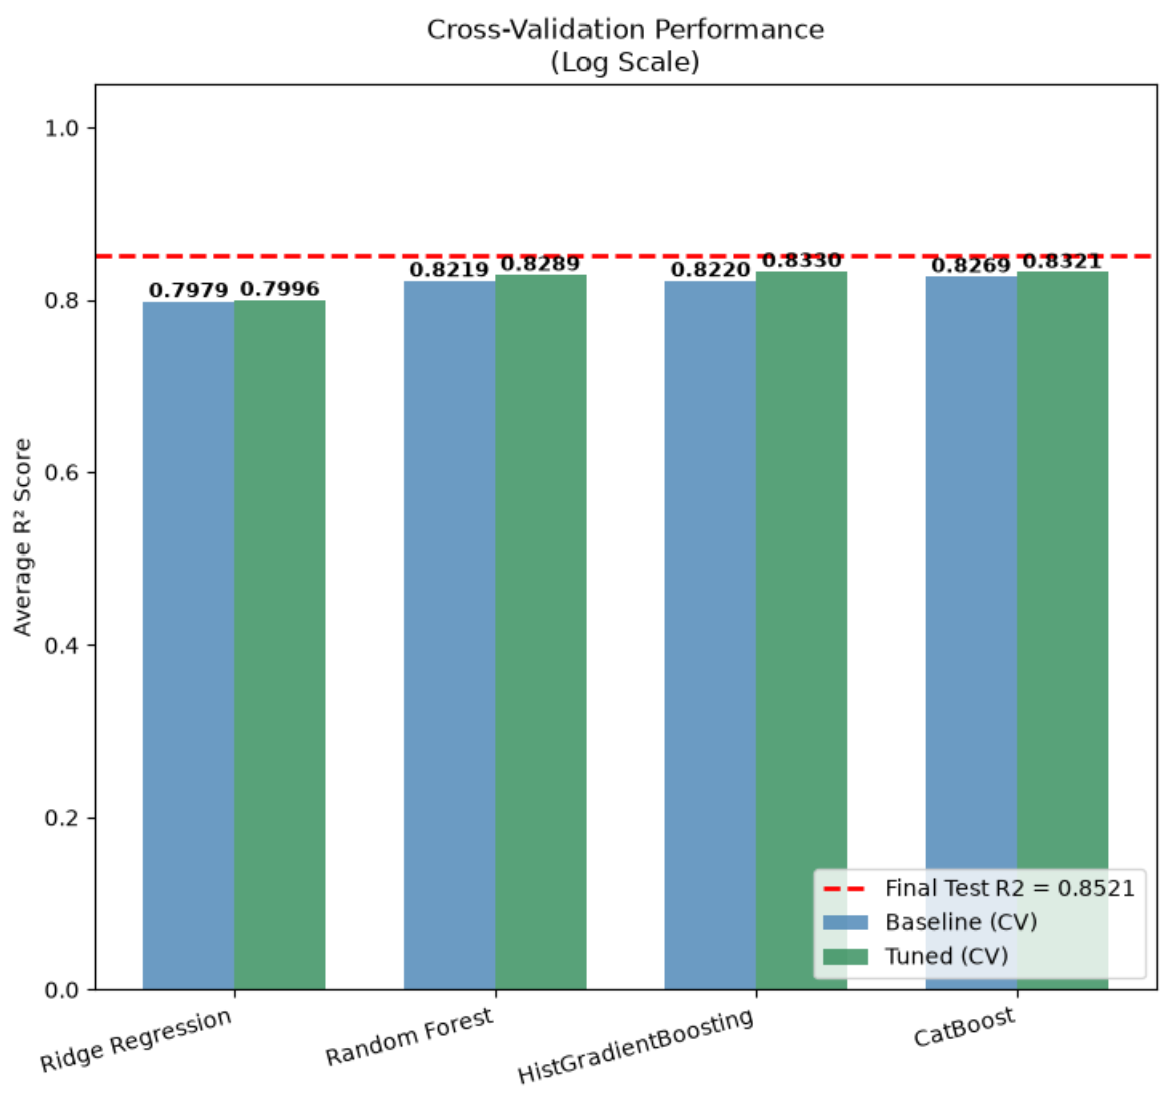 Cross-Validation Performance
(Log Scale)
Average R² Score
1.0
0.8
0.6
0.4
0.2
0.0
0.7979
0.7996
0.8219
0.8289
0.8220
0.8330
0.8269
0.8321
Final Test R2 = 0.8521
Baseline (CV)
Tuned (CV)
Ridge Regression
Random Forest
HistGradientBoosting
CatBoost